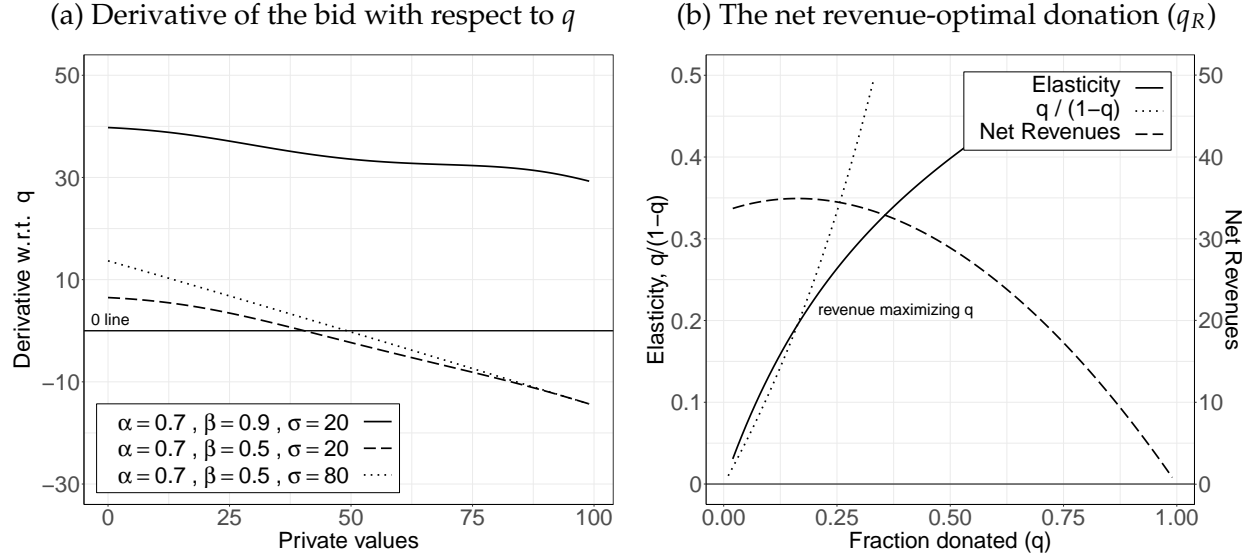 (a) Derivative of the bid with respect to q
50
30
10
−10
−30
Derivative w.r.t. q
0 line
α = 0.7 , β = 0.9 , σ = 20
α = 0.7 , β = 0.5 , σ = 20
α = 0.7 , β = 0.5 , σ = 80
0
25
50
75
100
Private values
(b) The net revenue-optimal donation (qR)
0.5
0.4
0.3
0.2
0.1
0
Elasticity, q/(1−q)
Elasticity
q / (1−q)
Net Revenues
revenue maximizing q
50
40
30
20
10
0
Net Revenues
0.00
0.25
0.50
0.75
1.00
Fraction donated (q)